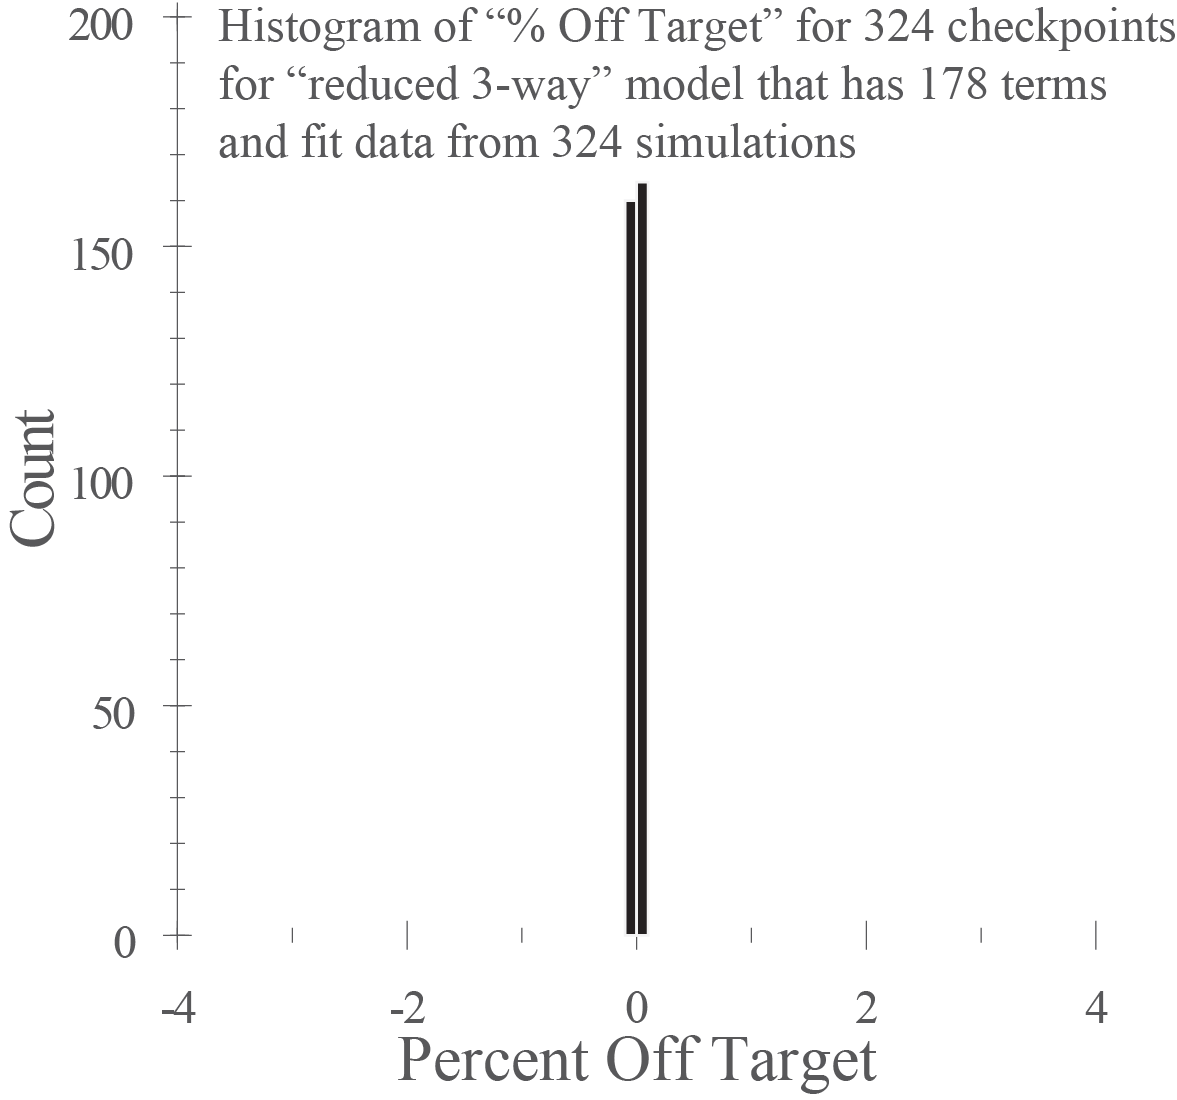 Histogram of “% Off Target” for 324 checkpoints
for “reduced 3-way” model that has 178 terms
and fit data from 324 simulations
200
150
100
50
0
Count
-4 -2 0 2 4
Percent Off Target